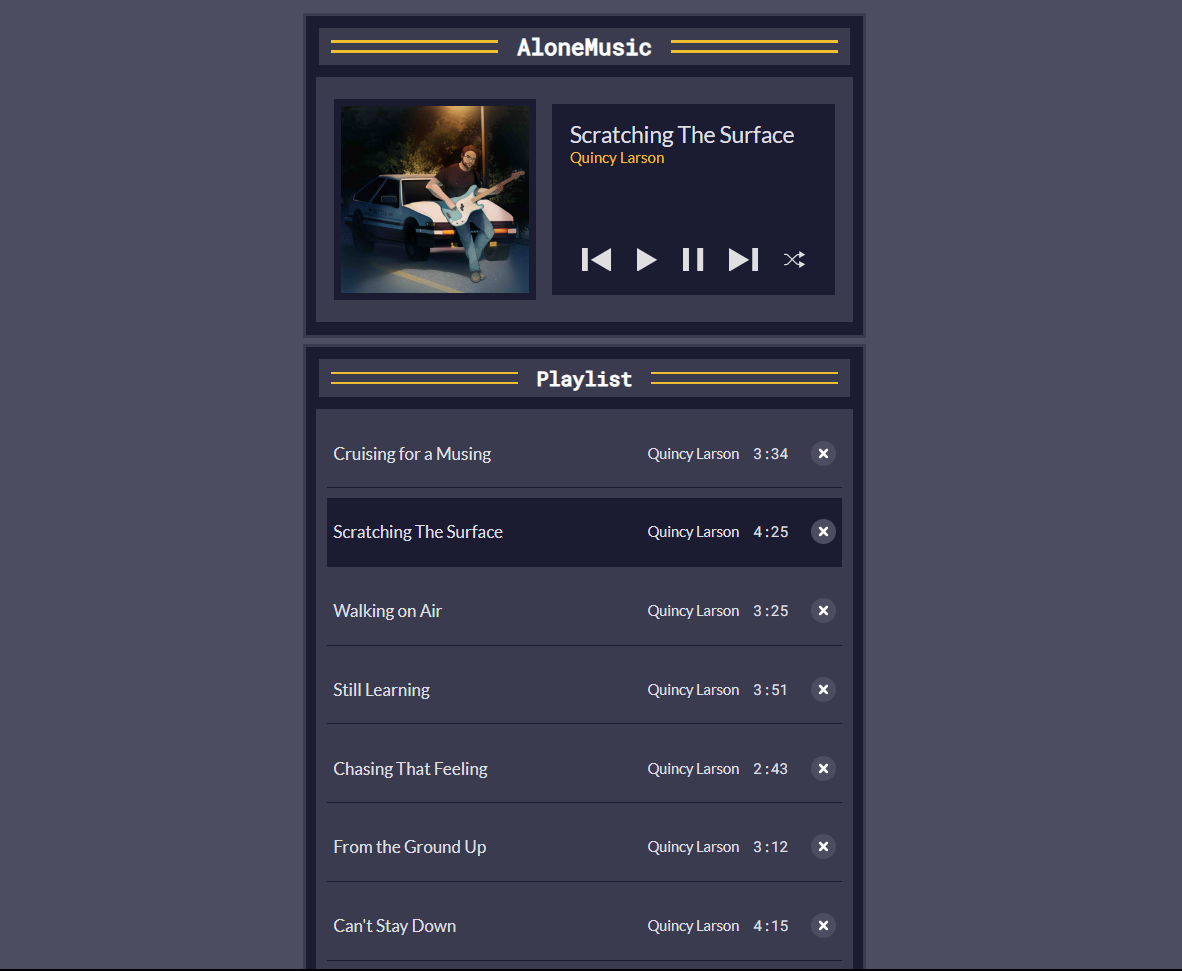 AloneMusic
Scratching The Surface
Quincy Larson
Playlist
Cruising for a Musing Quincy Larson 3:34
Scratching The Surface Quincy Larson 4:25
Walking on Air Quincy Larson 3:25
Still Learning Quincy Larson 3:51
Chasing That Feeling Quincy Larson 2:43
From the Ground Up Quincy Larson 3:12
Can't Stay Down Quincy Larson 4:15